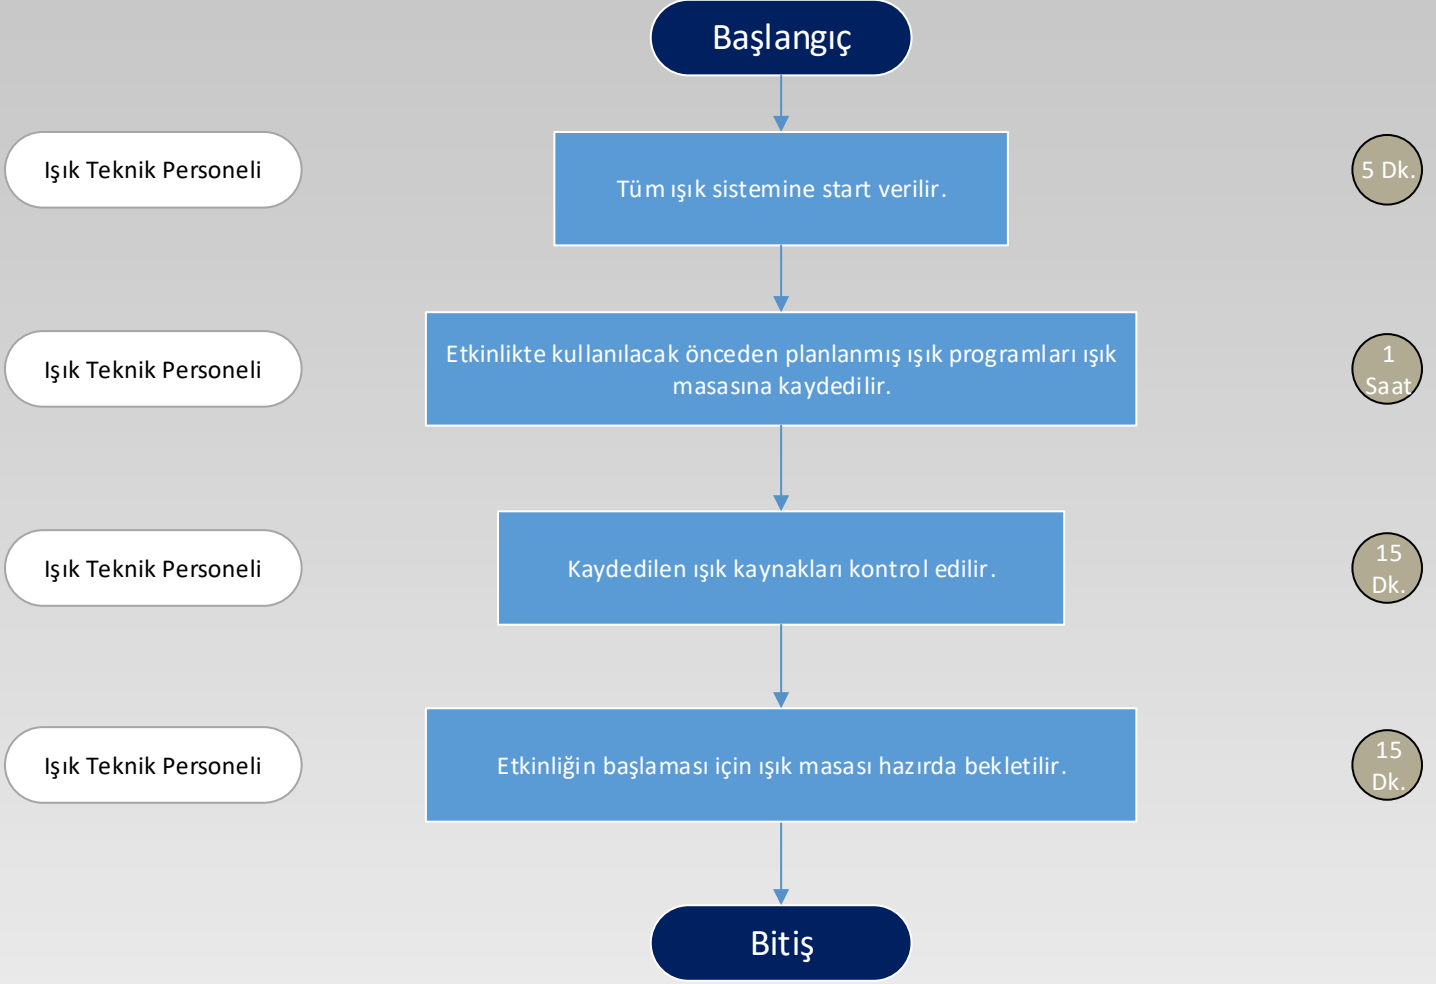 Başlangıç
Işık Teknik Personeli
Tüm ışık sistemine start verilir.
5 Dk.
Işık Teknik Personeli
Etkinlikte kullanılacak önceden planlanmış ışık programları ışık
masasına kaydedilir.
1
Saat
Işık Teknik Personeli
Kaydedilen ışık kaynakları kontrol edilir.
15
Dk.
Işık Teknik Personeli
Etkinliğin başlaması için ışık masası hazırda bekletilir.
15
Dk.
Bitiş